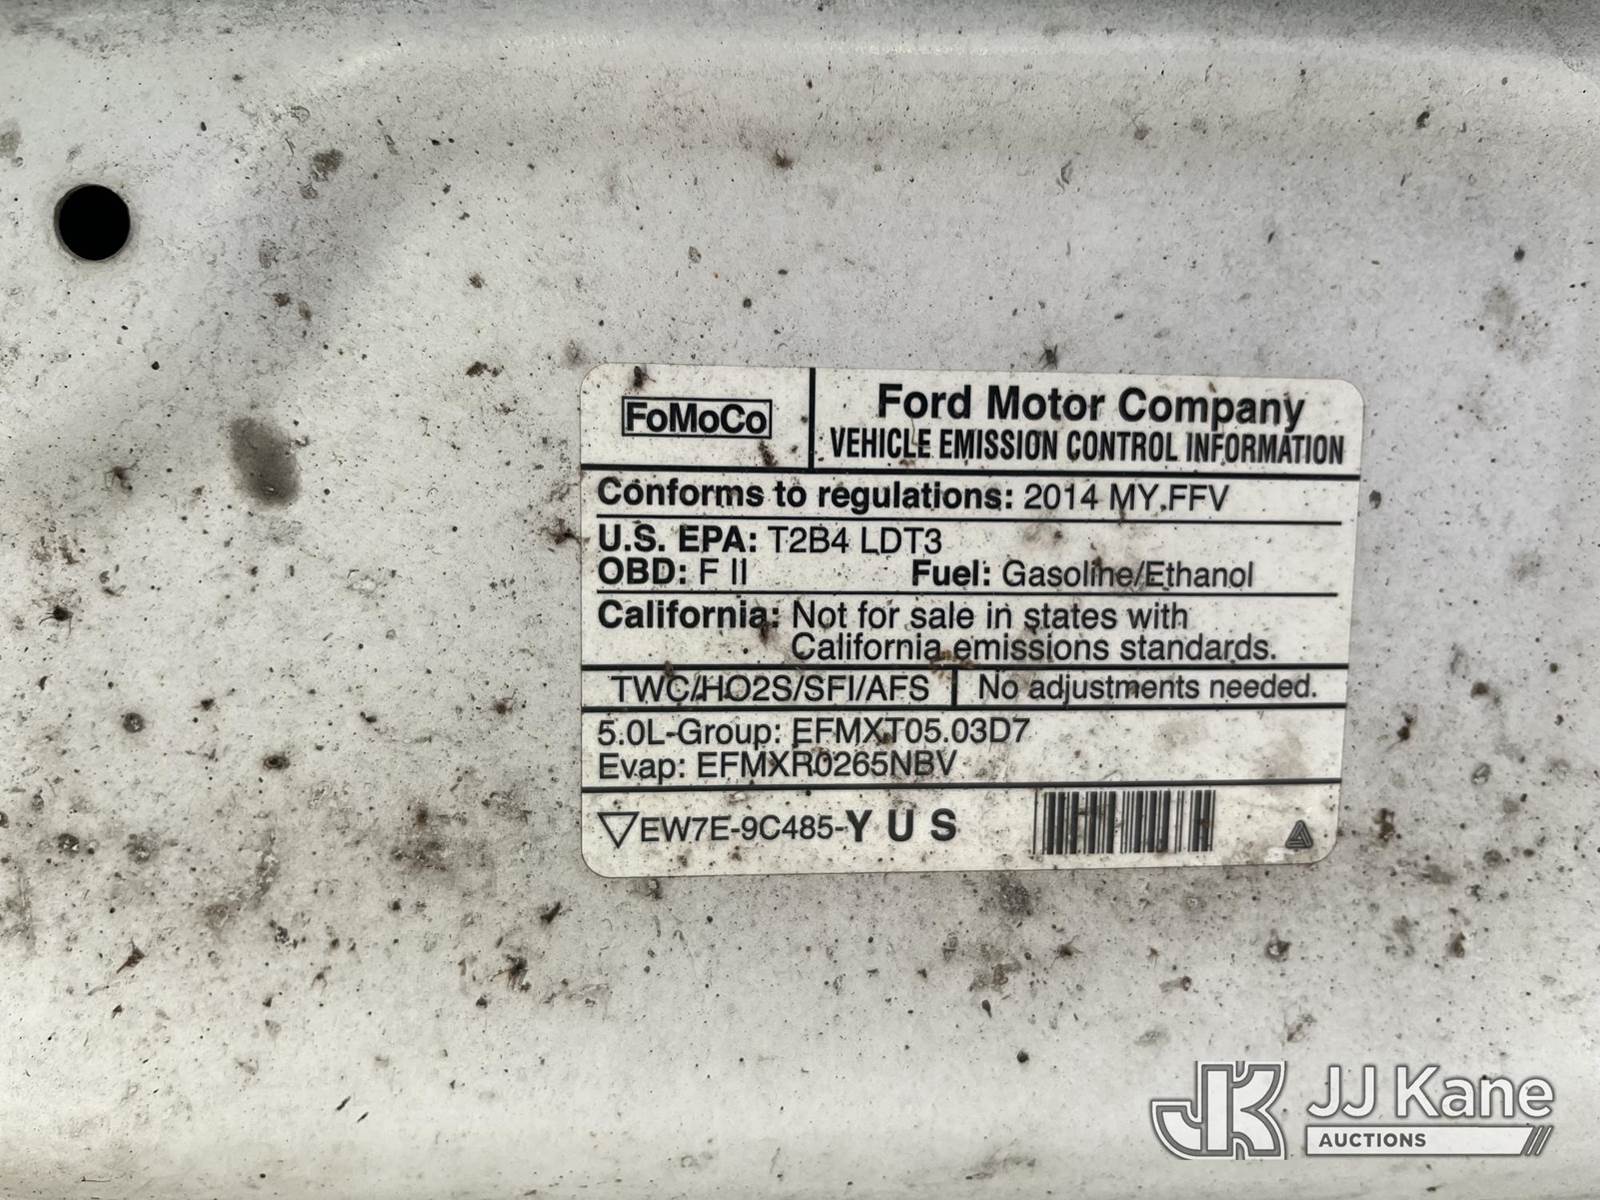 FoMoCo
Ford Motor Company
VEHICLE EMISSION CONTROL INFORMATION
Conforms to regulations: 2014 MY FFV
U.S. EPA: T2B4 LDT3
OBD: F II Fuel: Gasoline/Ethanol
California: Not for sale in states with
California emissions standards.
TWC/HO2S/SFI/AFS No adjustments needed.
5.0L-Group: EFMXT05.03D7
Evap: EFMXR0265NBV
EW7E-9C485-Y U S
JK JJ Kane
AUCTIONS